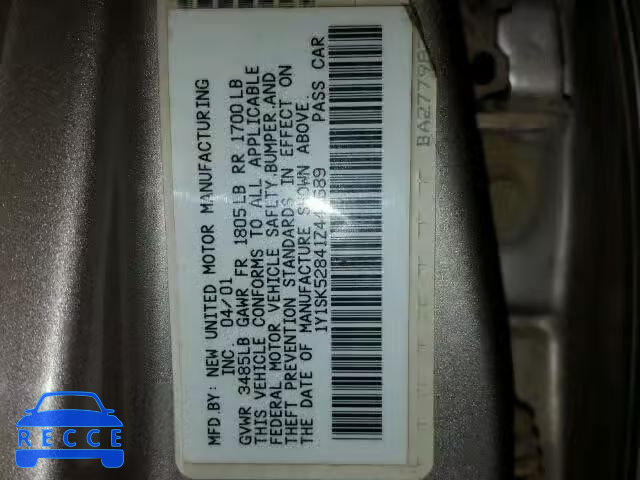 MFD BY: NEW UNITED MOTOR MANUFACTURING
INC 04/01
GVWR 3485LB GAWR FR 1805LB RR 1700 LB
THIS VEHICLE CONFORMS TO ALL APPLICABLE
FEDERAL MOTOR VEHICLE SAFETY,BUMPER,AND
THEFT PREVENTION STANDARDS IN EFFECT ON
THE DATE OF MANUFACTURE SHOWN ABOVE.
PASS CAR
RECCE